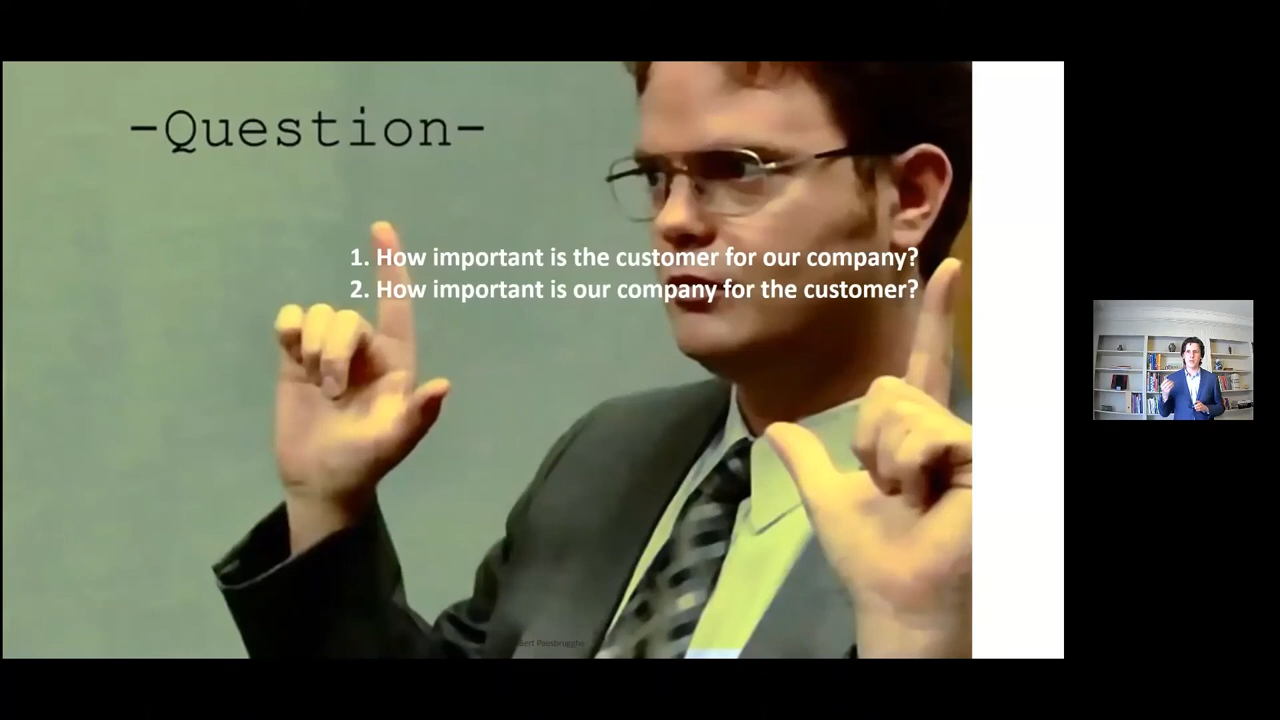 -Question-
1. How important is the customer for our company?
2. How important is our company for the customer?